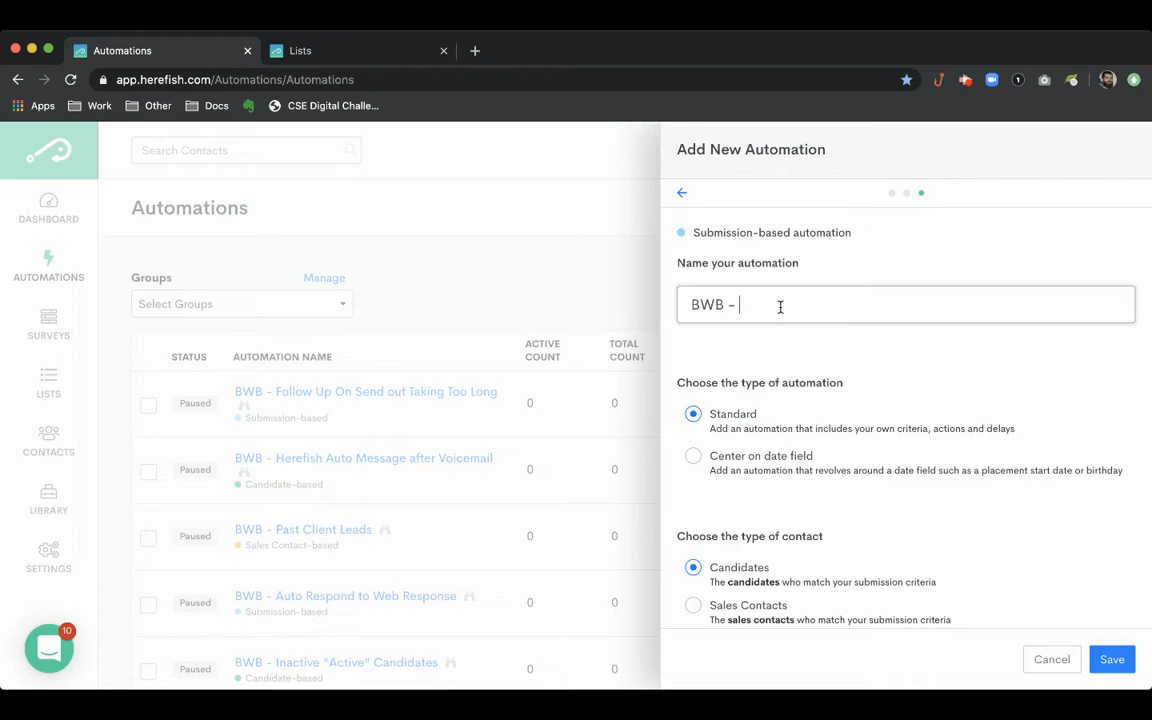 Automations
Lists
app.herefish.com/Automations/Automations
Apps
Work
Other
Docs
CSE Digital Challe...
Search Contacts
Add New Automation
DASHBOARD
AUTOMATIONS
SURVEYS
LISTS
CONTACTS
LIBRARY
SETTINGS
10
Automations
Groups
Manage
Select Groups
STATUS
AUTOMATION NAME
ACTIVE COUNT
TOTAL COUNT
Paused
BWB - Follow Up On Send out Taking Too Long
Submission-based
0
0
Paused
BWB - Herefish Auto Message after Voicemail
Candidate-based
0
0
Paused
BWB - Past Client Leads
Sales Contact-based
0
0
Paused
BWB - Auto Respond to Web Response
Submission-based
0
0
Paused
BWB - Inactive "Active" Candidates
Candidate-based
0
0
Submission-based automation
Name your automation
BWB -
Choose the type of automation
Standard
Add an automation that includes your own criteria, actions and delays
Center on date field
Add an automation that revolves around a date field such as a placement start date or birthday
Choose the type of contact
Candidates
The candidates who match your submission criteria
Sales Contacts
The sales contacts who match your submission criteria
Cancel
Save